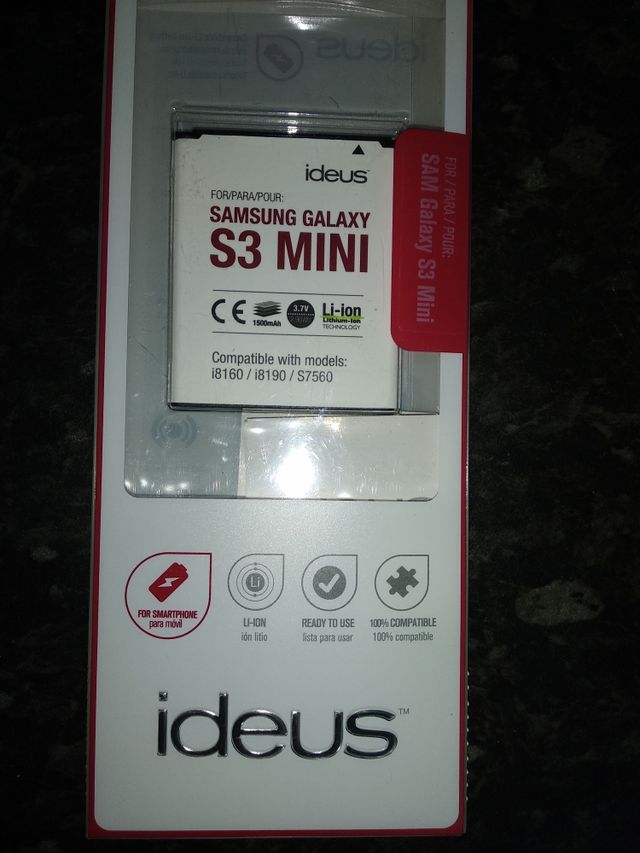 ideus
ideus
FOR/PARA/POUR:
SAMSUNG GALAXY
S3 MINI
CE
1500mAh
3.7V
Li-ion
Lithium-Ion
TECHNOLOGY
Compatible with models:
i8160 / i8190 / S7560
FOR / PARA / POUR:
SAM Galaxy S3 Mini
FOR SMARTPHONE
para móvil
Li
LI-ION
ión litio
READY TO USE
lista para usar
100% COMPATIBLE
100% compatible
ideus™